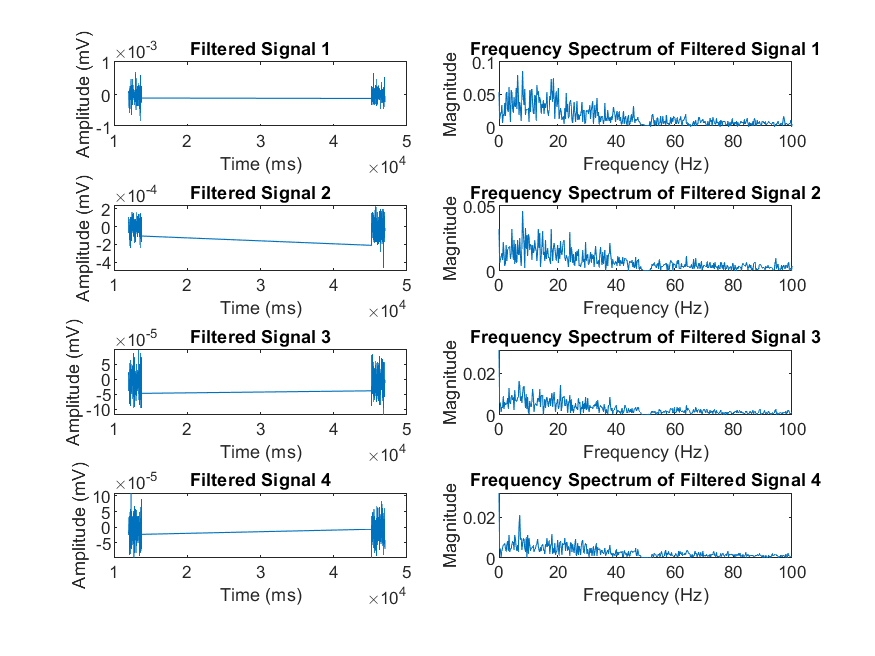 Filtered Signal 1
×10-3
Amplitude (mV)
1
0
-1
1 2 3 4 5
Time (ms)
×104
Frequency Spectrum of Filtered Signal 1
Magnitude
0.1
0.05
0
0 20 40 60 80 100
Frequency (Hz)
Filtered Signal 2
×10-4
Amplitude (mV)
2
0
-2
-4
1 2 3 4 5
Time (ms)
×104
Frequency Spectrum of Filtered Signal 2
Magnitude
0.05
0
0 20 40 60 80 100
Frequency (Hz)
Filtered Signal 3
×10-5
Amplitude (mV)
5
0
-5
-10
1 2 3 4 5
Time (ms)
×104
Frequency Spectrum of Filtered Signal 3
Magnitude
0.02
0
0 20 40 60 80 100
Frequency (Hz)
Filtered Signal 4
×10-5
Amplitude (mV)
10
5
0
-5
1 2 3 4 5
Time (ms)
×104
Frequency Spectrum of Filtered Signal 4
Magnitude
0.02
0
0 20 40 60 80 100
Frequency (Hz)